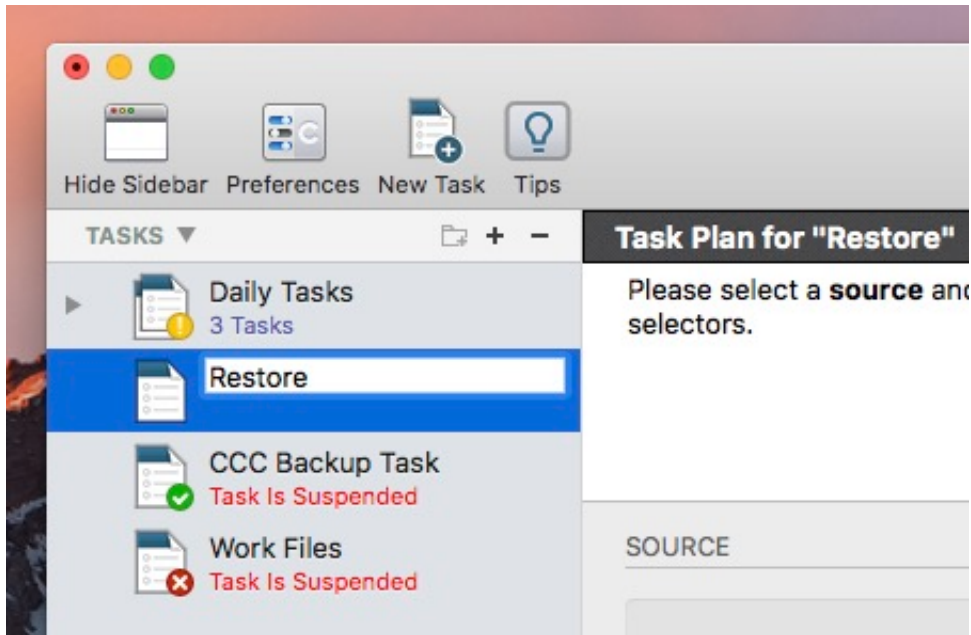 Hide Sidebar Preferences New Task Tips
TASKS
Task Plan for "Restore"
Daily Tasks
3 Tasks
Please select a source and
selectors.
Restore
CCC Backup Task
Task Is Suspended
Work Files
Task Is Suspended
SOURCE